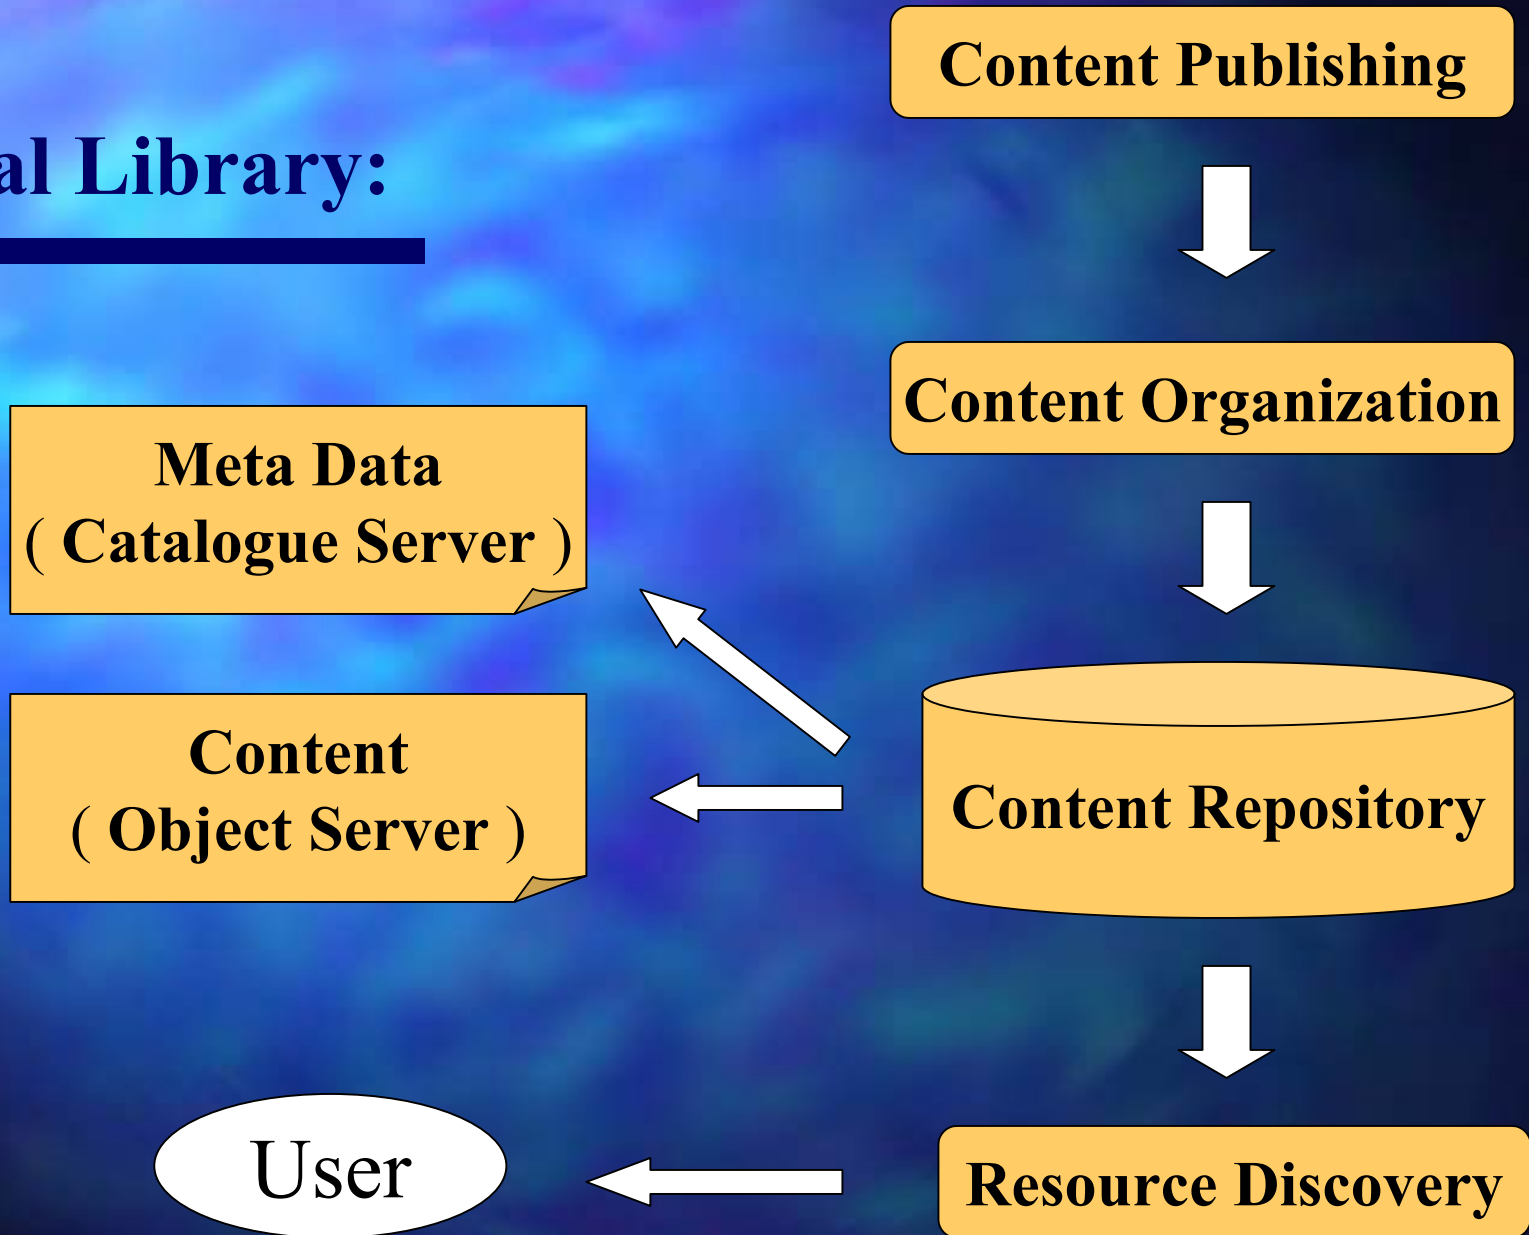 Content Publishing
al Library:
Content Organization
Meta Data
( Catalogue Server )
Content
( Object Server )
Content Repository
User
Resource Discovery